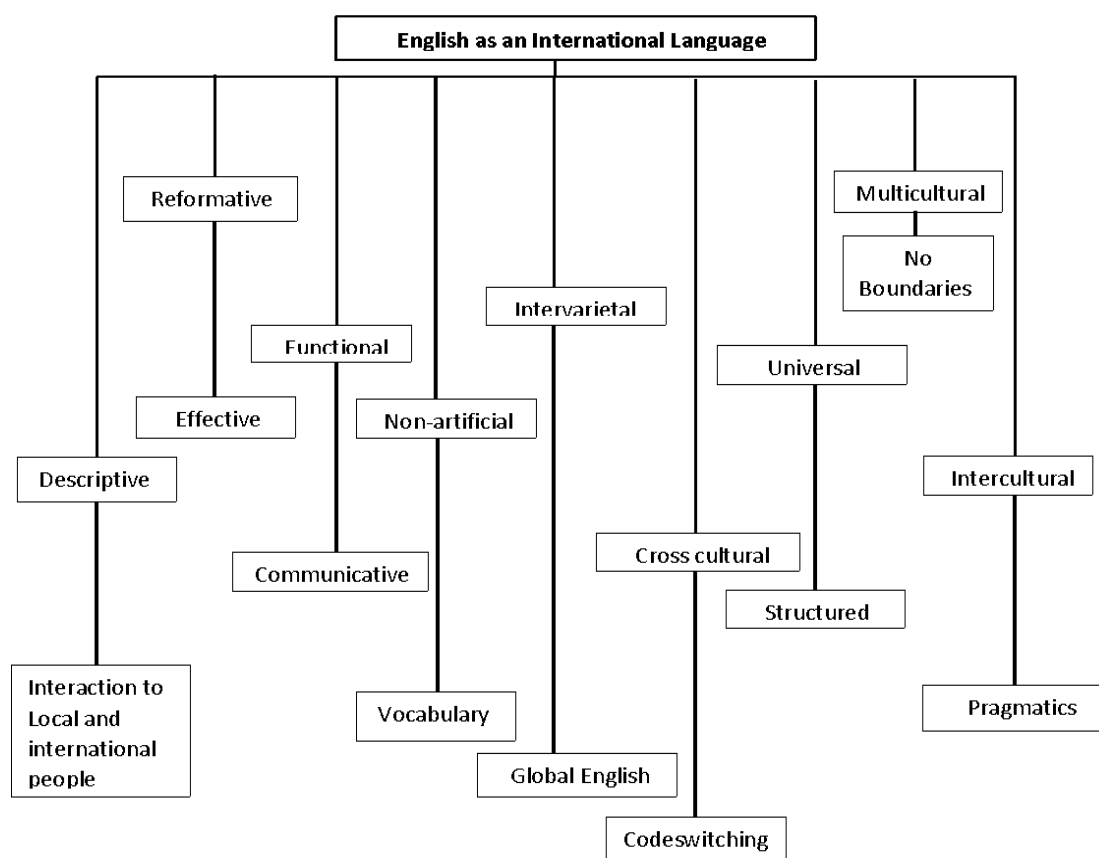 English as an International Language
Reformative
Multicultural
No
Boundaries
Intervarietal
Functional
Universal
Effective
Non-artificial
Descriptive
Intercultural
Cross cultural
Communicative
Structured
Interaction to
Local and
international
people
Vocabulary
Pragmatics
Global English
Codeswitching